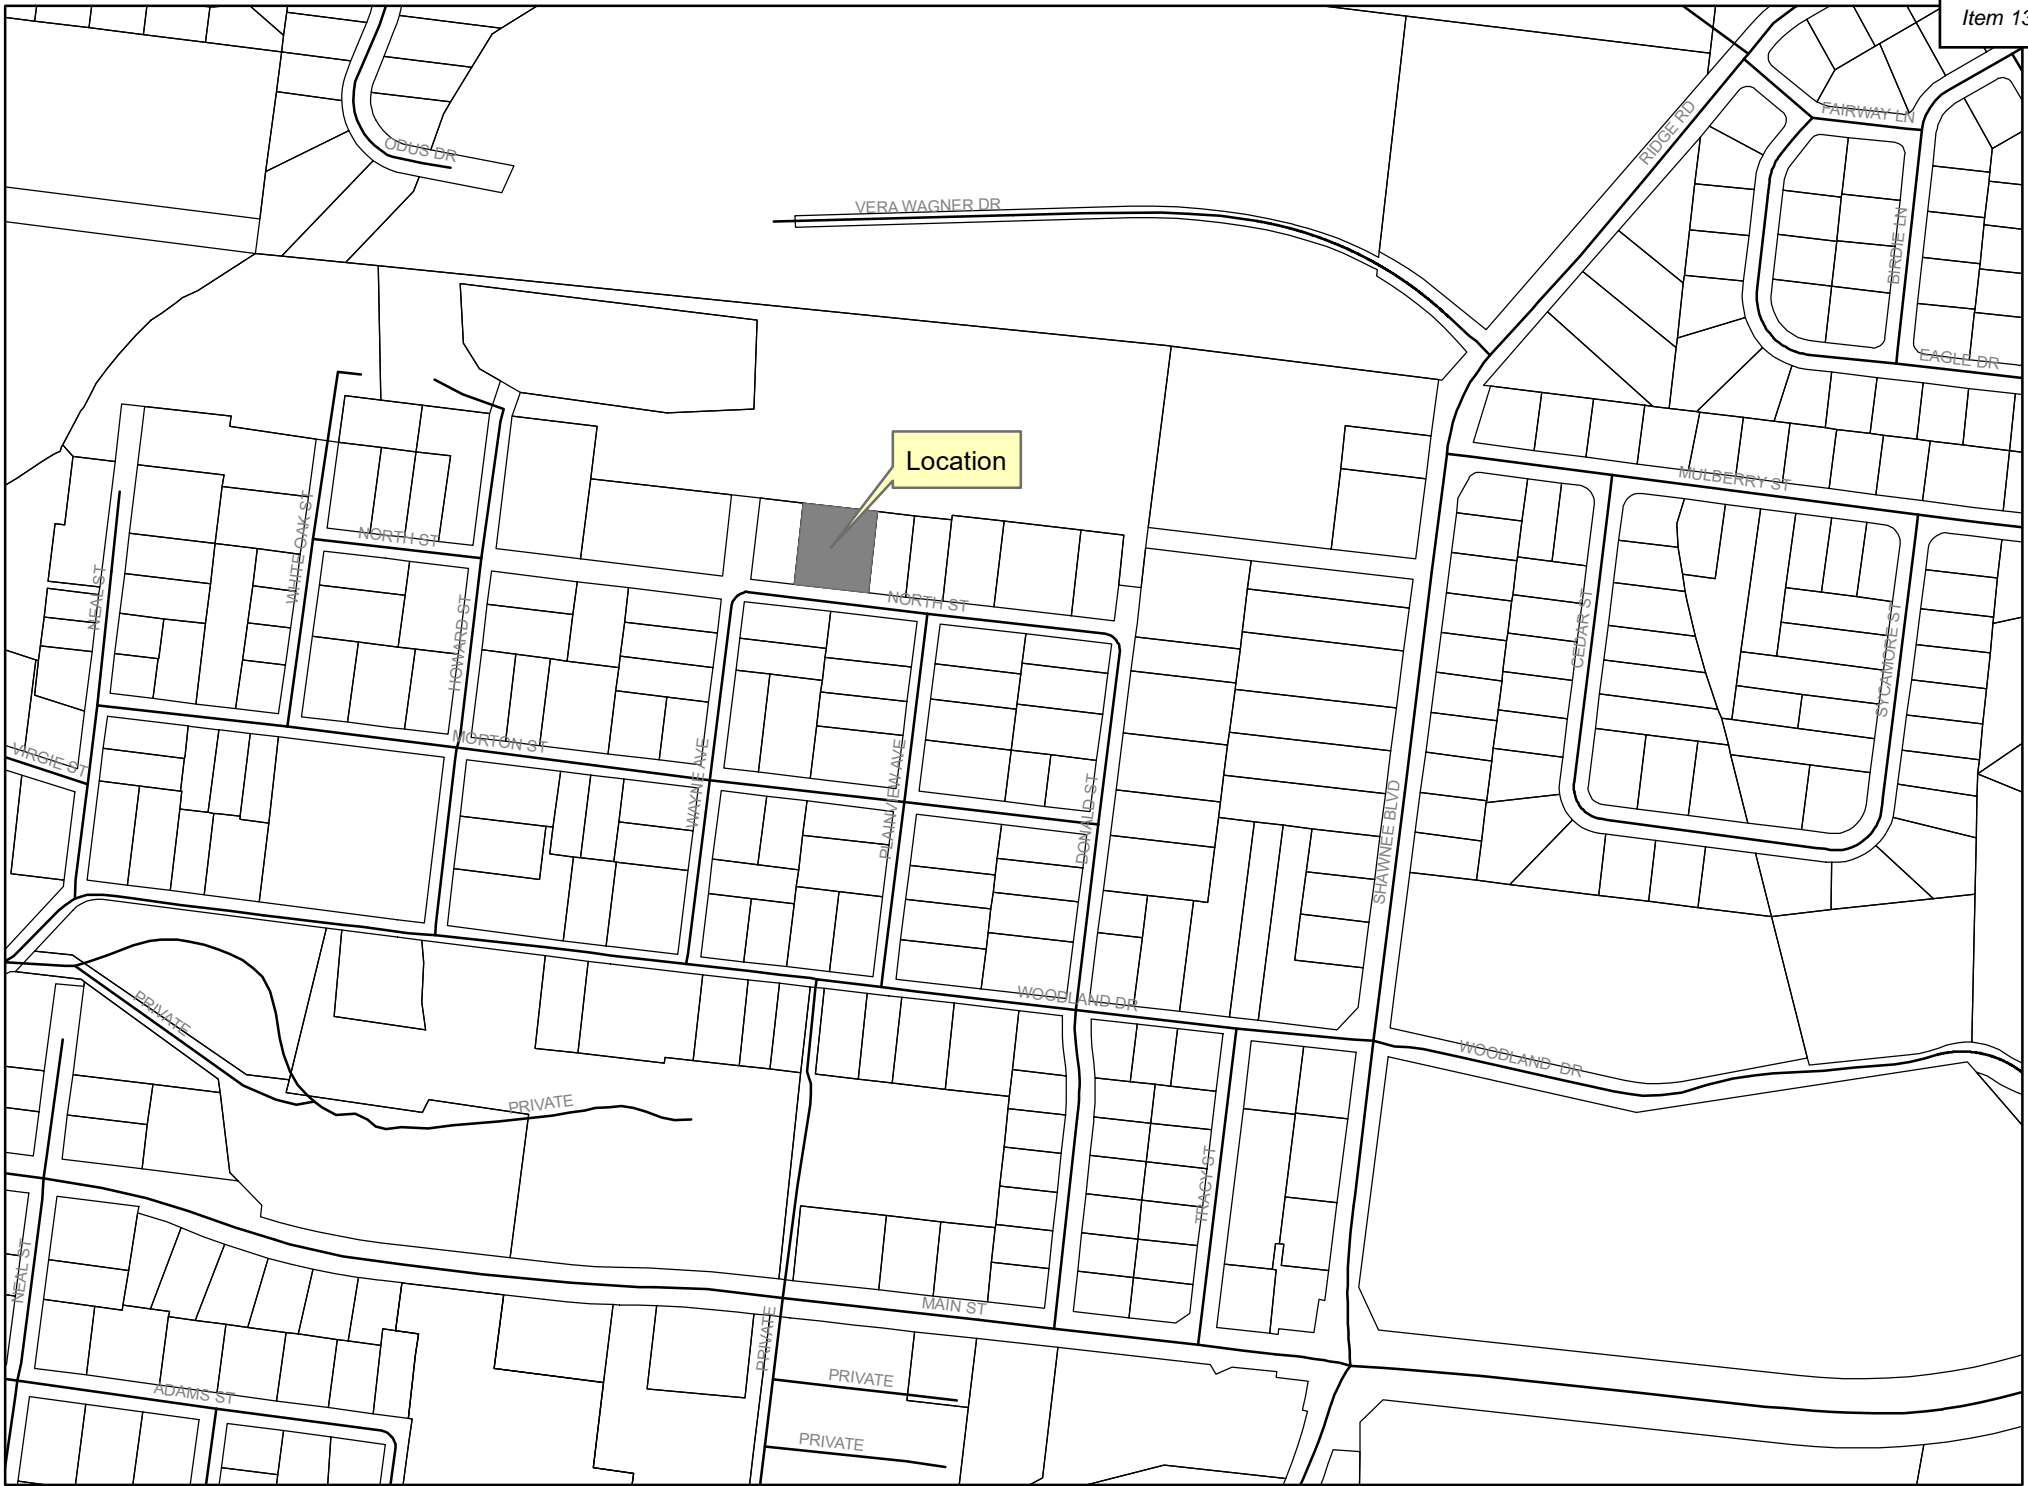 Item 13
FAIRWAY LN
RIDGE RD
ODUS DR
VERA WAGNER DR
BIRDIE LN
EAGLE DR
Location
MULBERRY ST
WHITE OAK ST
NORTH ST
NEAL ST
HOWARD ST
NORTH ST
CEDAR ST
SYCAMORE ST
MORTON ST
VIRGIE ST
WAYNE AVE
PLAINVIEW AVE
DONALD ST
SHAWNEE BLVD
PRIVATE
WOODLAND DR
WOODLAND DR
PRIVATE
TRACY ST
NEAL ST
MAIN ST
PRIVATE
PRIVATE
ADAMS ST
PRIVATE